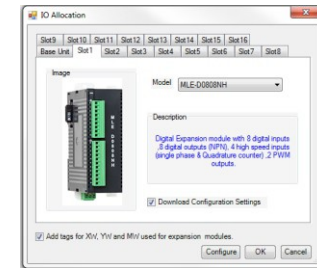 IO Allocation
Slot9 Slot10 Slot11 Slot12 Slot13 Slot14 Slot15 Slot16
Base Unit Slot1 Slot2 Slot3 Slot4 Slot5 Slot6 Slot7 Slot8
Image
Model MLE-D0808NH
Description
Digital Expansion module with 8 digital inputs
,8 digital outputs (NPN), 4 high speed inputs
(single phase & Quadrature counter) ,2 PWM
outputs.
Download Configuration Settings
Add tags for XW, YW and MW used for expansion modules.
Configure OK Cancel